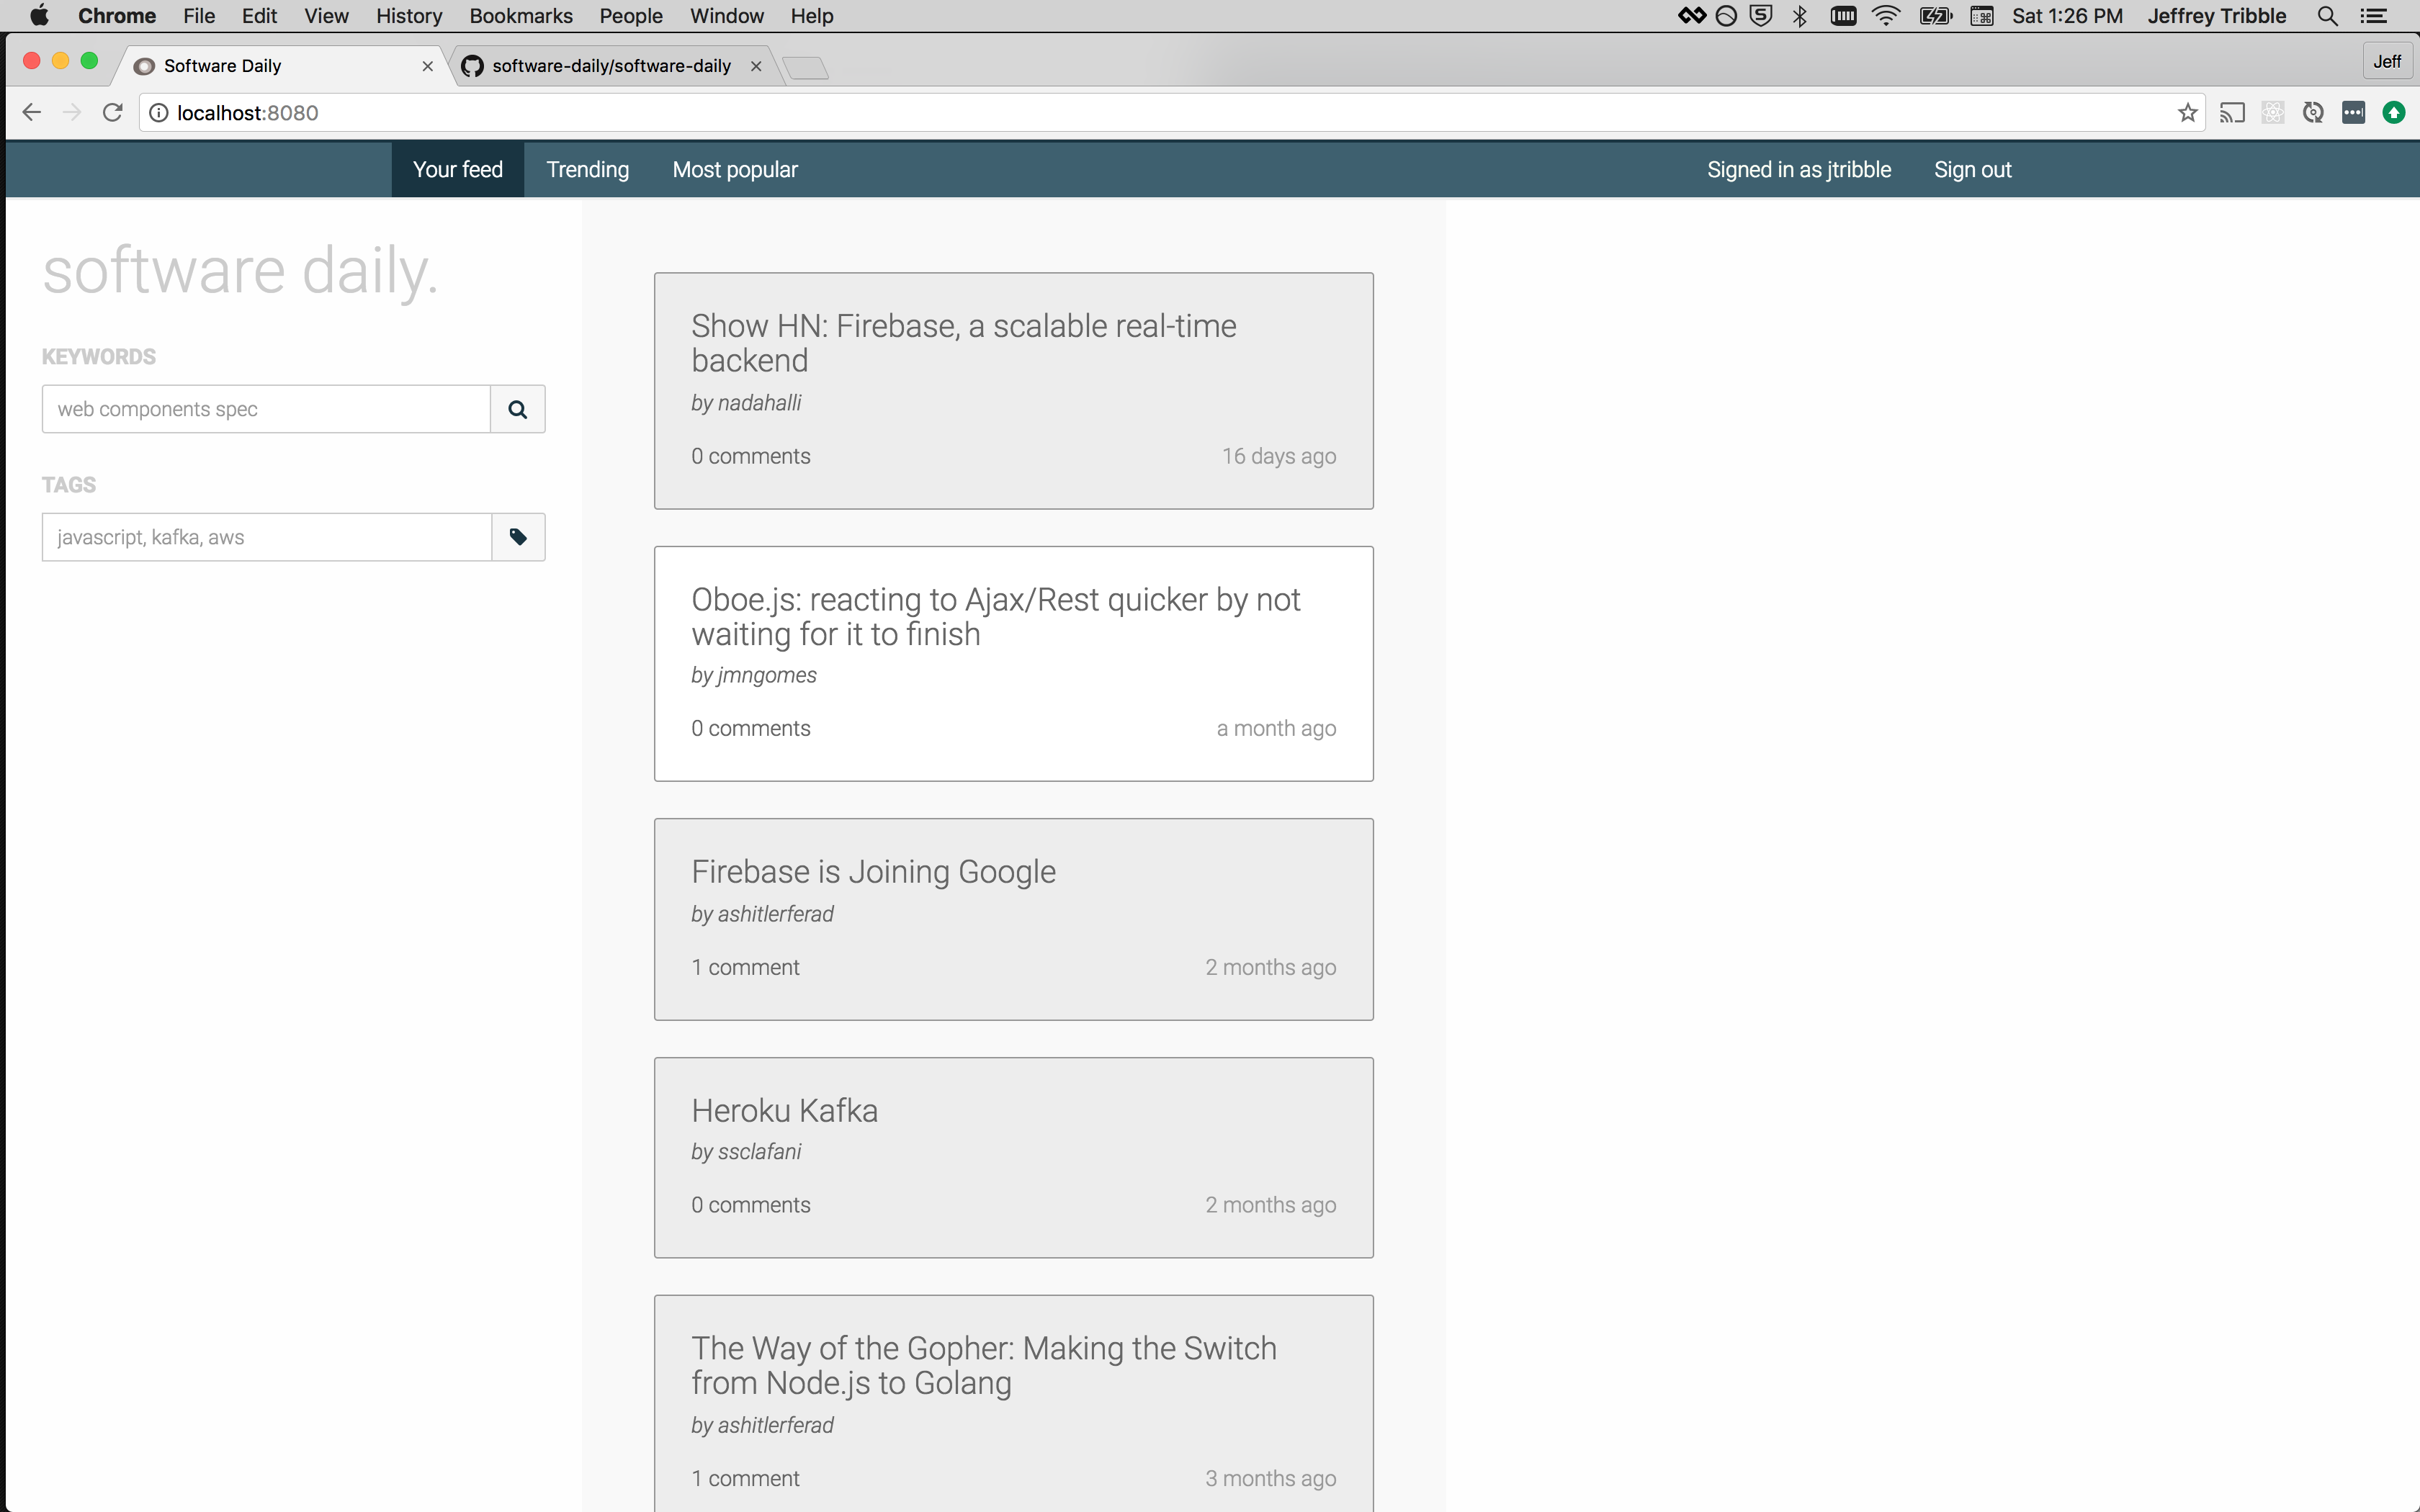 Chrome File Edit View History Bookmarks People Window Help Sat 1:26 PM Jeffrey Tribble
Software Daily software-daily/software-daily Jeff
localhost:8080
Your feed Trending Most popular Signed in as jtribble Sign out
software daily.
KEYWORDS
web components spec
TAGS
javascript, kafka, aws
Show HN: Firebase, a scalable real-time
backend
by nadahalli
0 comments 16 days ago
Oboe.js: reacting to Ajax/Rest quicker by not
waiting for it to finish
by jmngomes
0 comments a month ago
Firebase is Joining Google
by ashitlerferad
1 comment 2 months ago
Heroku Kafka
by ssclafani
0 comments 2 months ago
The Way of the Gopher: Making the Switch
from Node.js to Golang
by ashitlerferad
1 comment 3 months ago